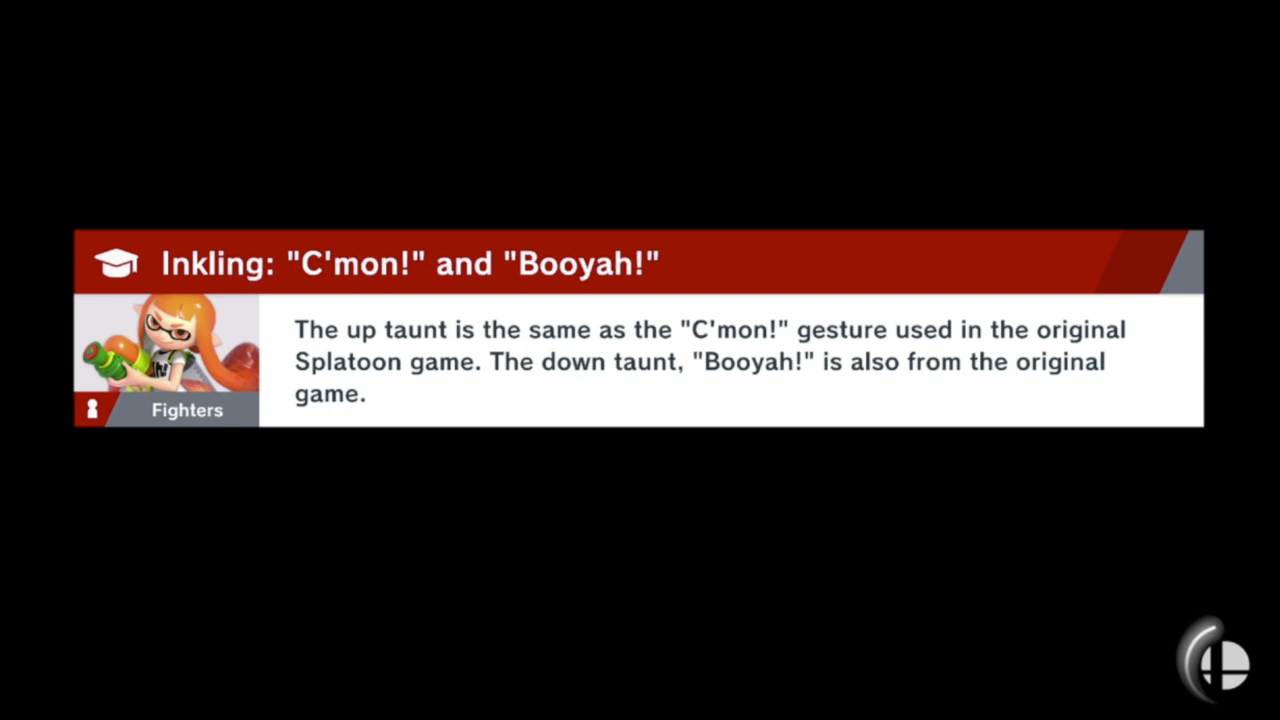 Inkling: "C'mon!" and "Booyah!"
The up taunt is the same as the "C'mon!" gesture used in the original
Splatoon game. The down taunt, "Booyah!" is also from the original
game.
Fighters